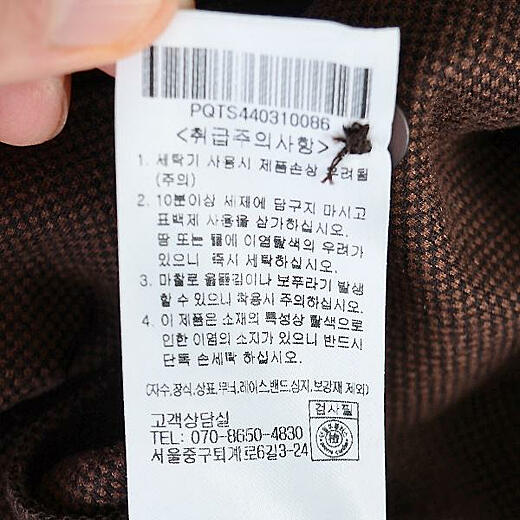 PQTS440310086
<취급주의사항>
1. 세탁기 사용시 제품손상 우려됨
(주의)
2. 10분이상 세제에 담구지 마시고
표백제 사용을 삼가하십시오.
땀 또는 물에 이염탈색의 우려가
있으니 즉시 세탁하십시오.
3. 마찰로 올뜯김이나 보푸라기 발생
할 수 있으니 착용시 주의하십시오.
4. 이 제품은 소재의 특성상 탈색으로
인한 이염의 소지가 있으니 반드시
단독 손세탁 하십시오.
(자수,장식,상표,무늬,레이스,밴드,심지,보강재 제외)
검사필
고객상담실
TEL: 070-8650-4830
서울중구퇴계로6길3-24